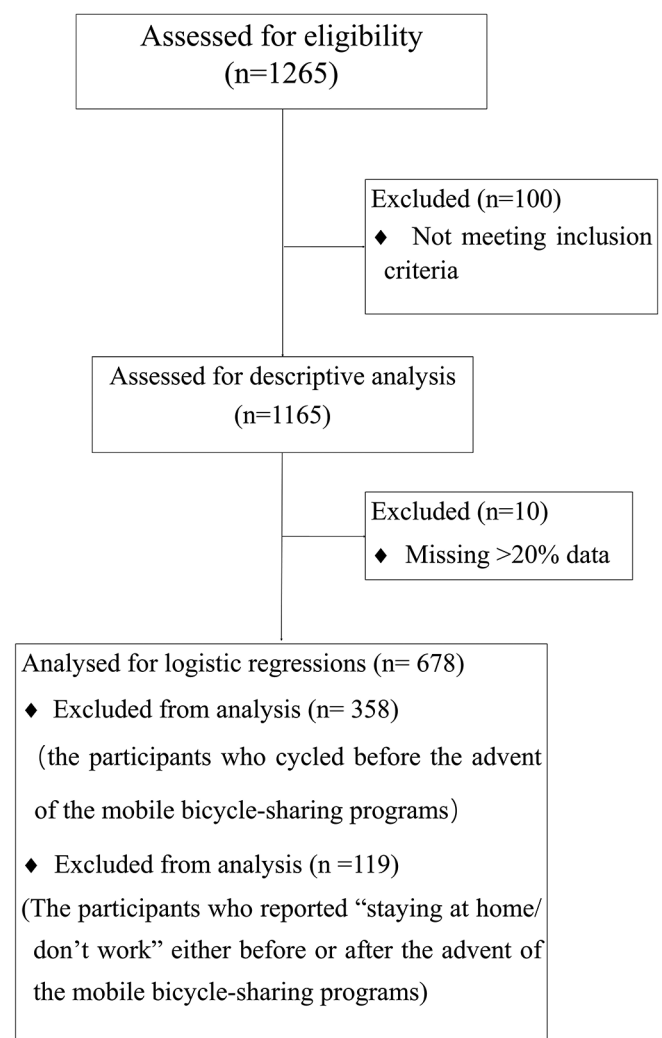 Assessed for eligibility
(n=1265)
Excluded (n=100)
♦ Not meeting inclusion
criteria
Assessed for descriptive analysis
(n=1165)
Excluded (n=10)
♦ Missing >20% data
Analysed for logistic regressions (n= 678)
♦ Excluded from analysis (n= 358)
（the participants who cycled before the advent
of the mobile bicycle-sharing programs）
♦ Excluded from analysis (n =119)
(The participants who reported “staying at home/
don’t work” either before or after the advent of
the mobile bicycle-sharing programs)